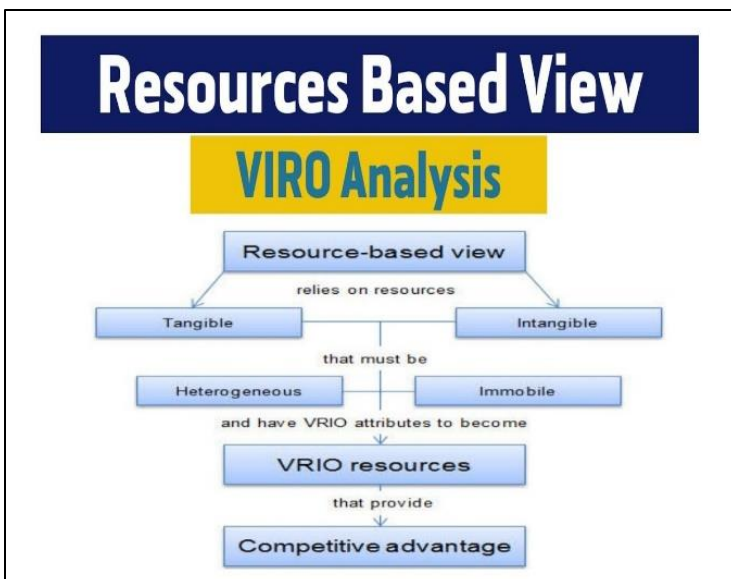 Resources Based View
VIRO Analysis
Resource-based view
relies on resources
Tangible Intangible
that must be
Heterogeneous Immobile
and have VRIO attributes to become
VRIO resources
that provide
Competitive advantage